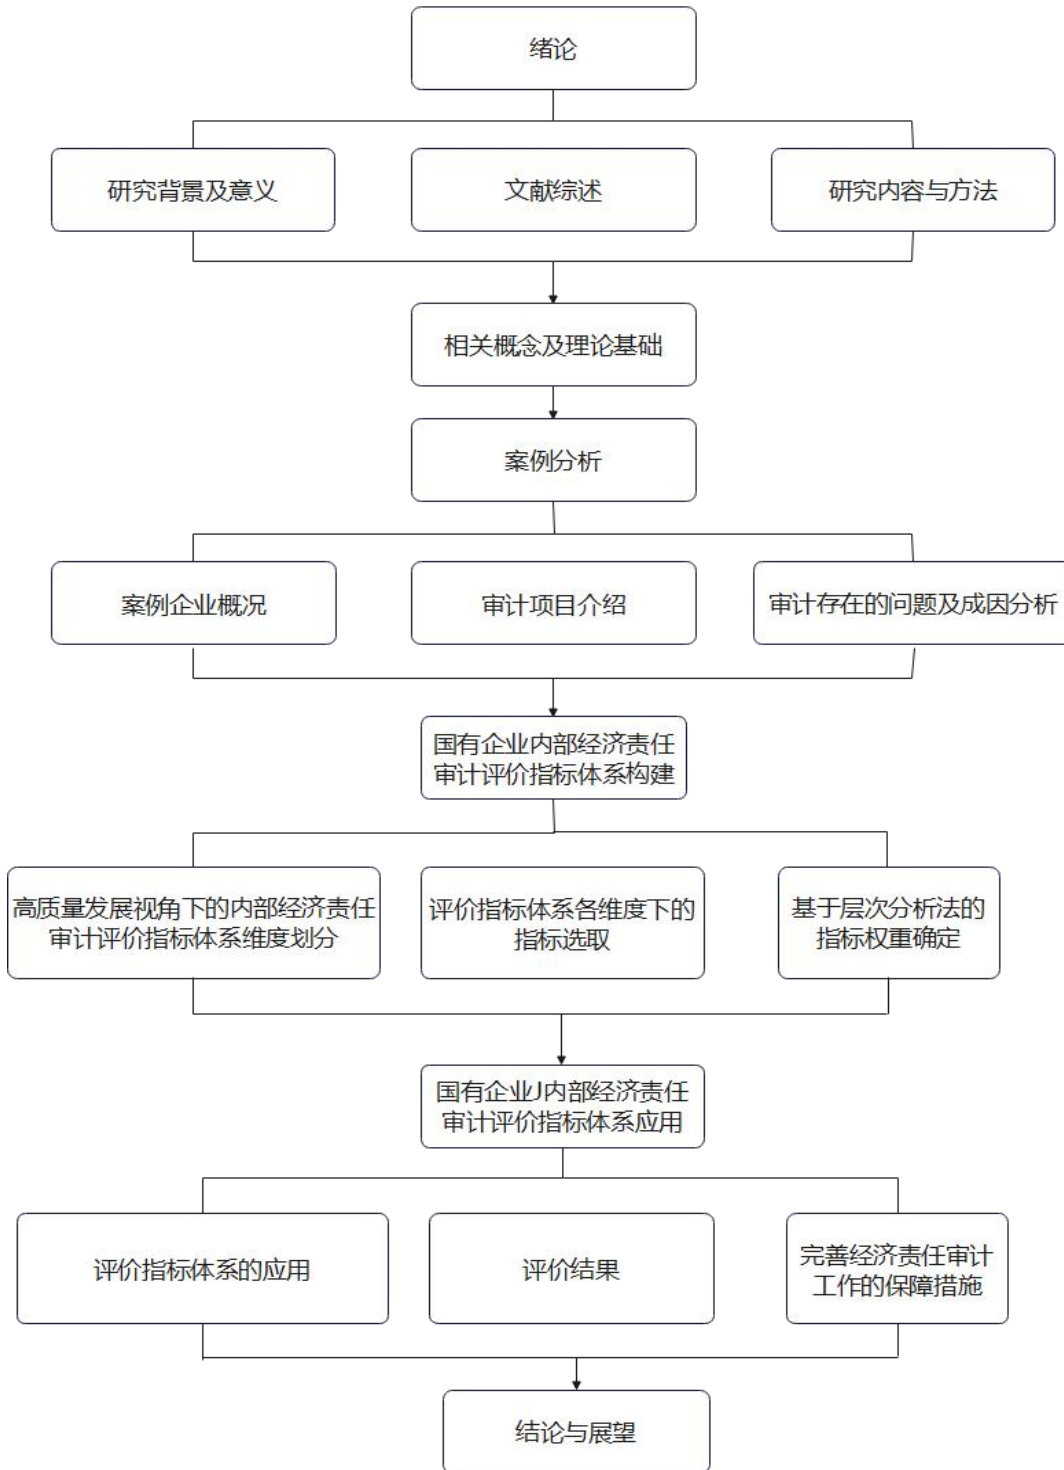 绪论
研究背景及意义
文献综述
研究内容与方法
相关概念及理论基础
案例分析
案例企业概况
审计项目介绍
审计存在的问题及成因分析
国有企业内部经济责任
审计评价指标体系构建
高质量发展视角下的内部经济责任
审计评价指标体系维度划分
评价指标体系各维度下的
指标选取
基于层次分析法的
指标权重确定
国有企业J内部经济责任
审计评价指标体系应用
评价指标体系的应用
评价结果
完善经济责任审计
工作的保障措施
结论与展望